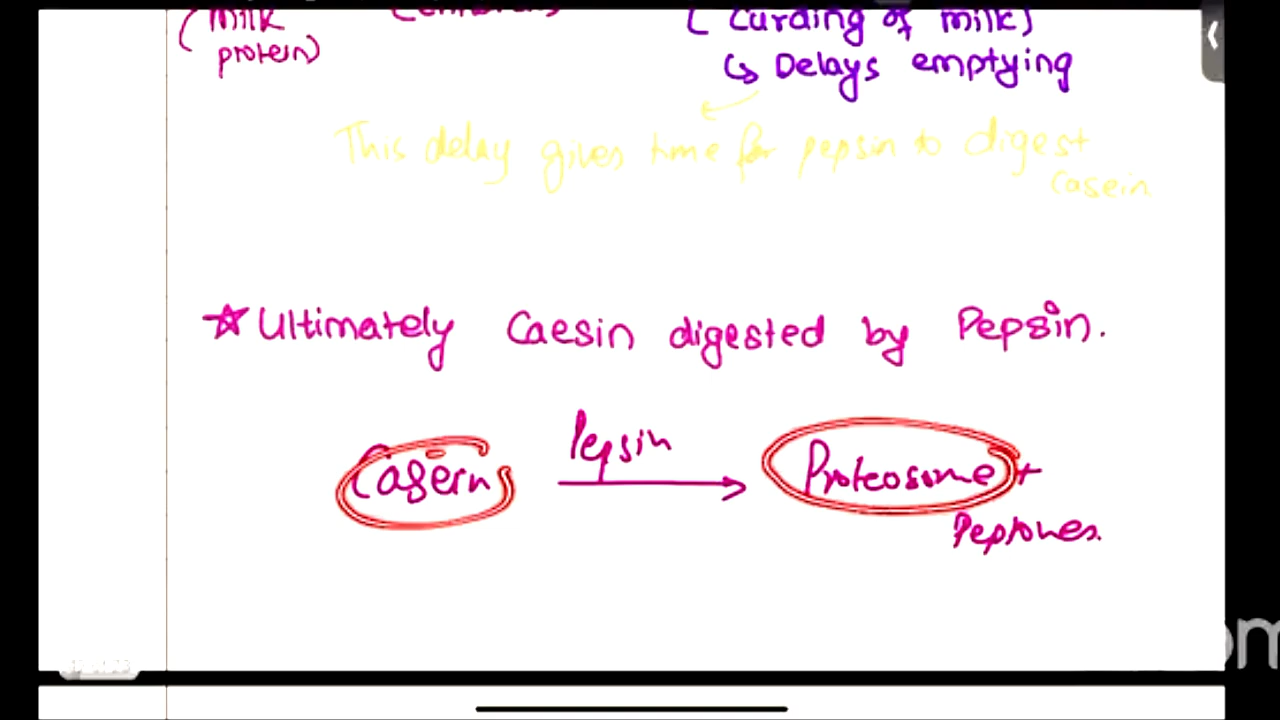 (Milk
protein)
( Curding of milk)
↳ Delays emptying
This delay gives time for pepsin to digest
casein
☆ Ultimately Caesin digested by Pepsin.
Pepsin
Casein → Proteosome +
Peptones.
om